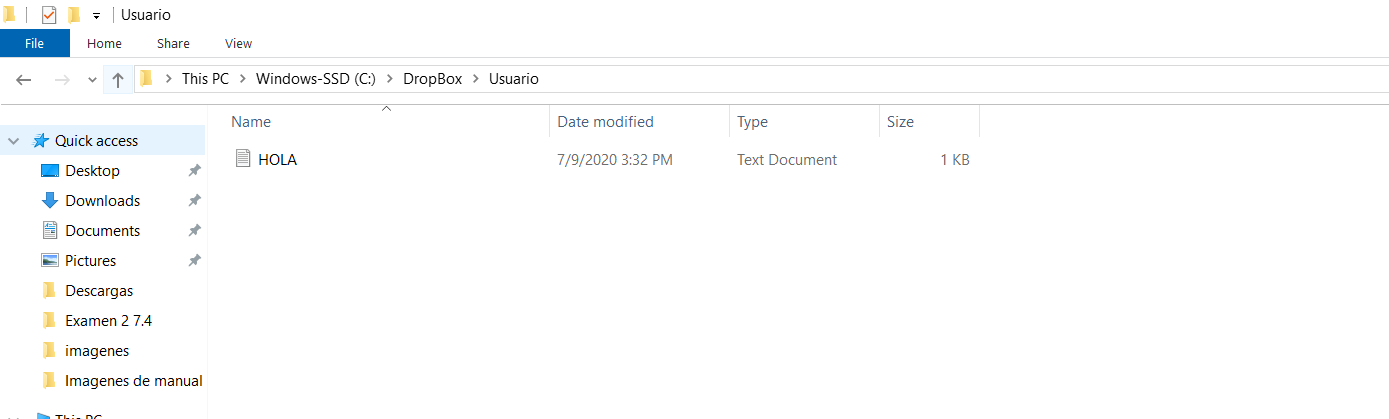 Usuario
File Home Share View
This PC Windows-SSD (C:) DropBox Usuario
Name Date modified Type Size
HOLA 7/9/2020 3:32 PM Text Document 1 KB
Quick access
Desktop
Downloads
Documents
Pictures
Descargas
Examen 2 7.4
imagenes
Imagenes de manual
This PC